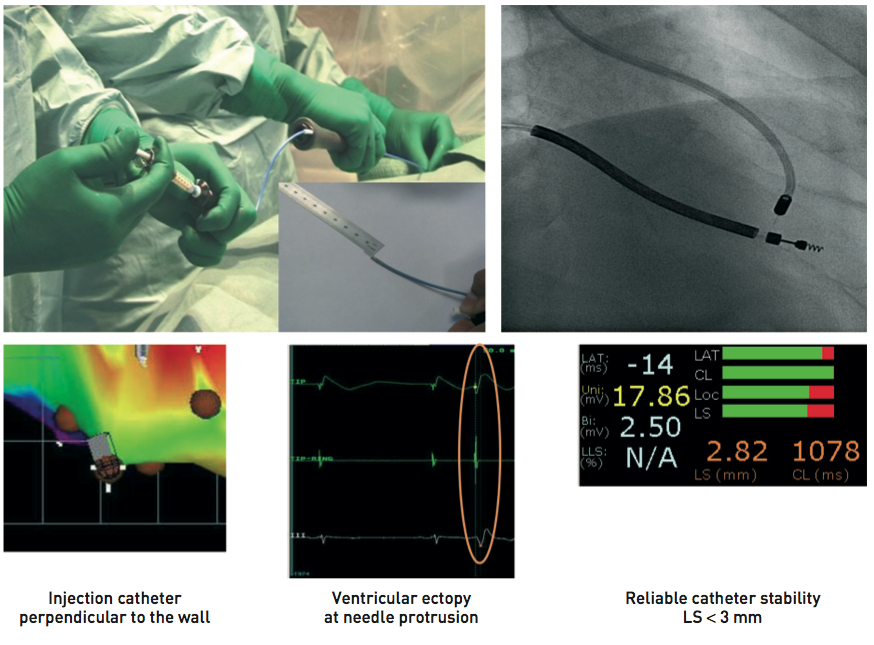 TIP
TIP-RING
III
LAT:
(ms)
-14
Uni:
(mV)
17.86
Bi:
(mV)
2.50
LLS:
(%)
N/A
LAT
CL
Loc
LS
2.82
LS (mm)
1078
CL (ms)
Injection catheter
perpendicular to the wall
Ventricular ectopy
at needle protrusion
Reliable catheter stability
LS < 3 mm